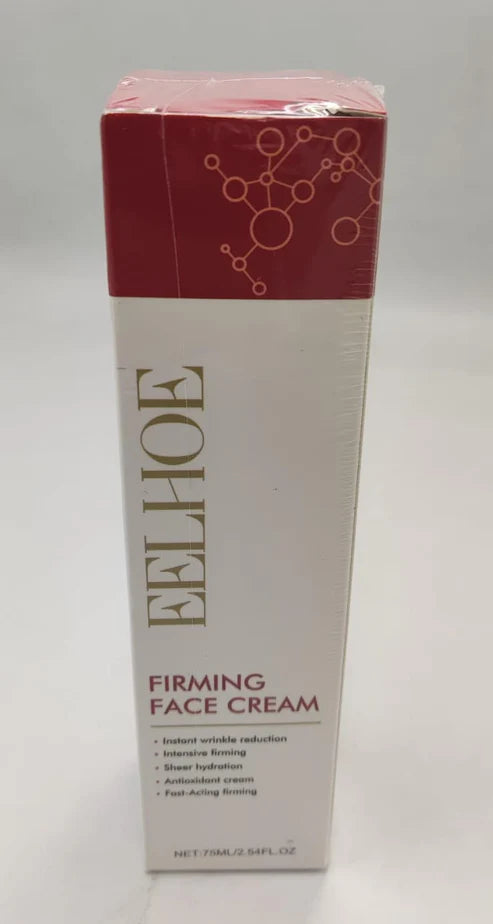 EELHOE
FIRMING
FACE CREAM
• Instant wrinkle reduction
• Intensive firming
• Sheer hydration
• Antioxidant cream
• Fast-Acting firming
NET:75ML/2.54FL.OZ